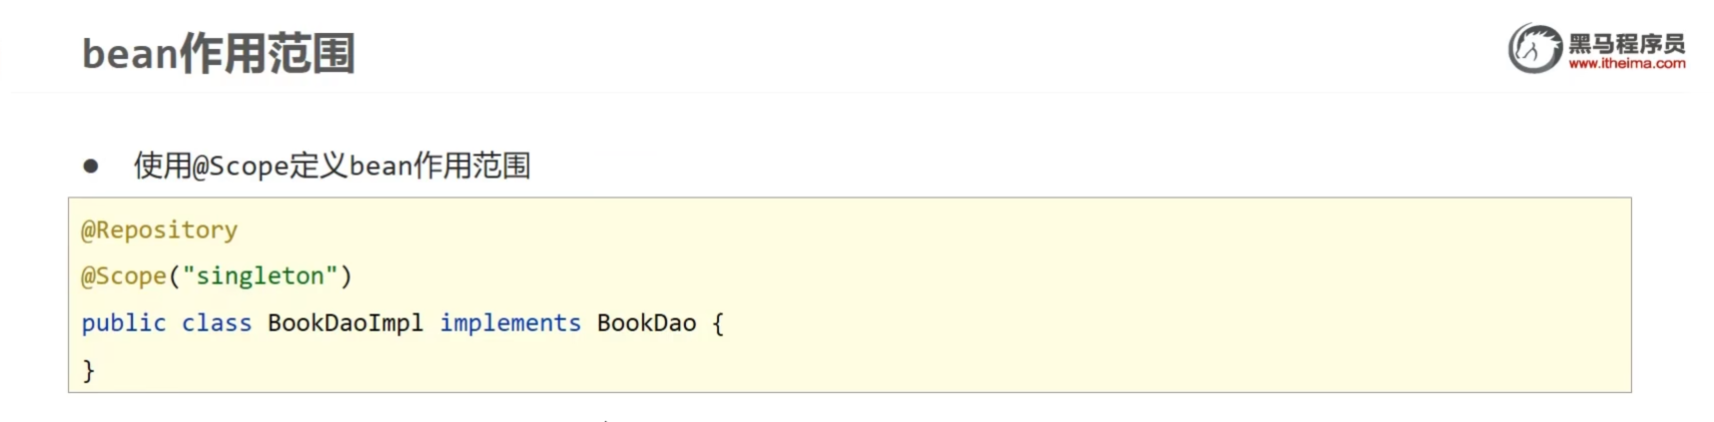 bean作用范围
黑马程序员
www.itheima.com
● 使用@Scope定义bean作用范围
@Repository
@Scope("singleton")
public class BookDaoImpl implements BookDao {
}